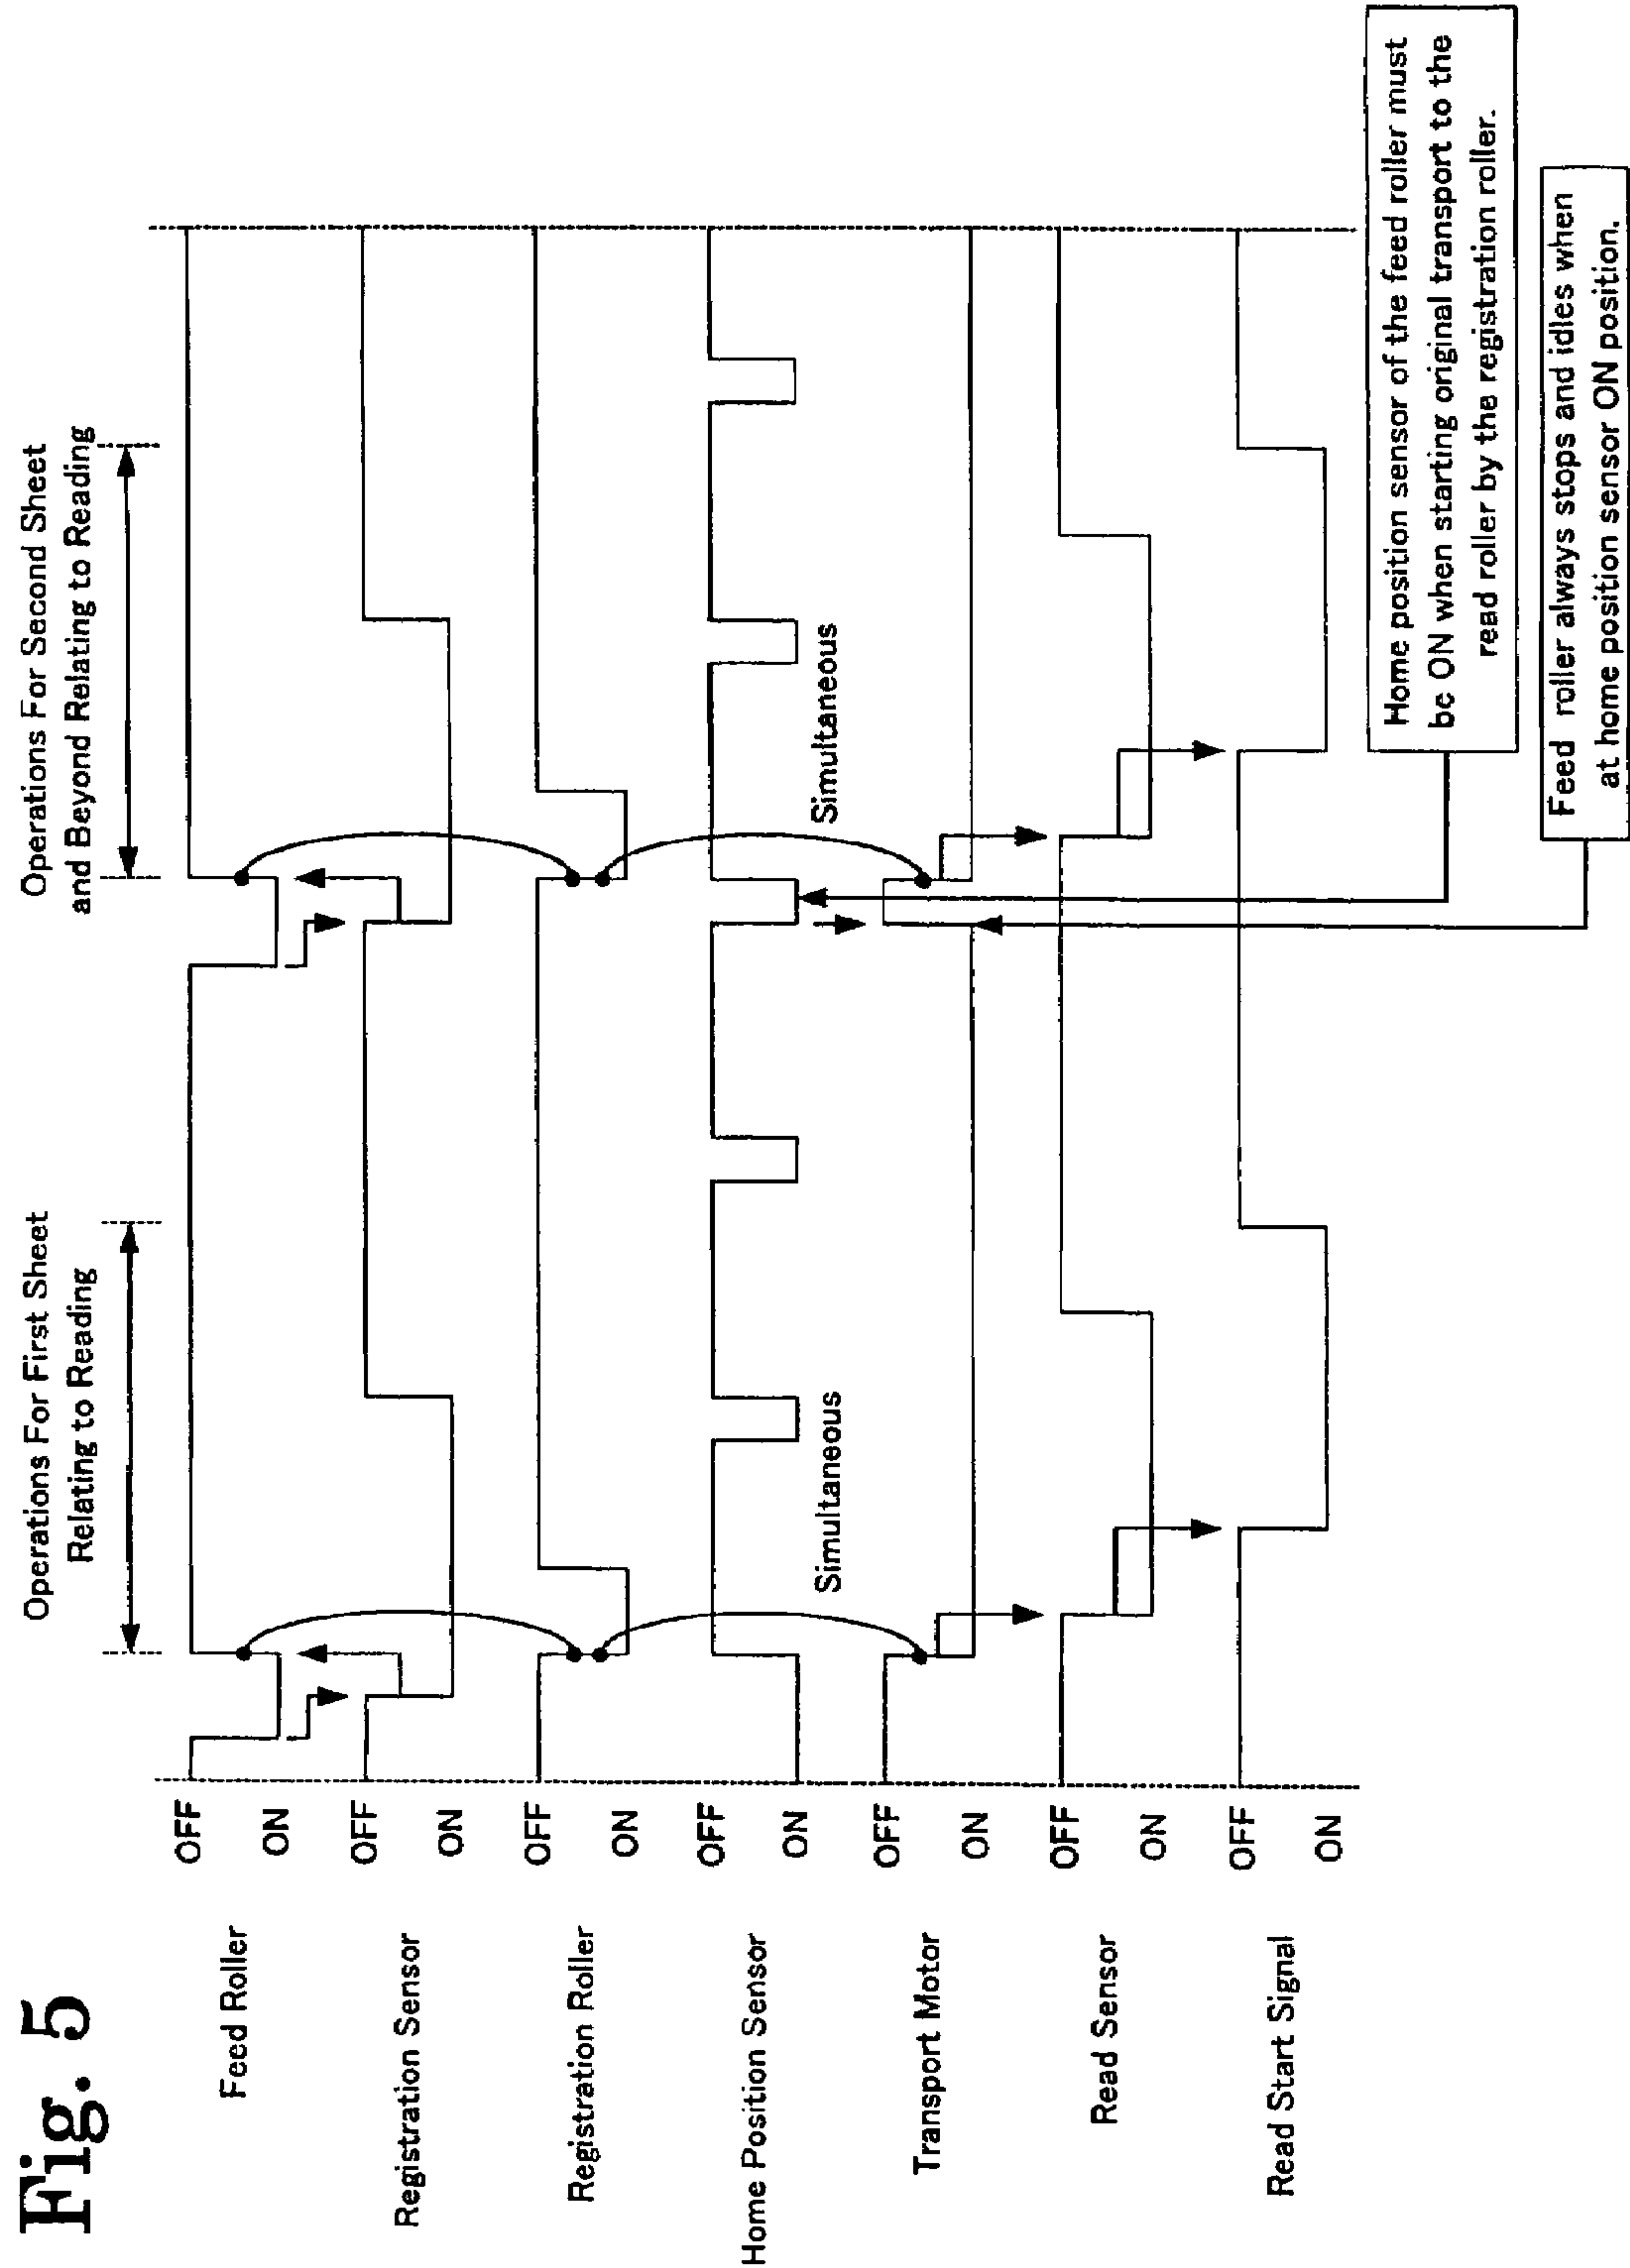 Fig. 5
Operations For First Sheet
Relating to Reading
Operations For Second Sheet
and Beyond Relating to Reading
Feed Roller
OFF
ON
Registration Sensor
OFF
ON
Registration Roller
OFF
ON
Home Position Sensor
OFF
ON
Simultaneous
Simultaneous
Transport Motor
OFF
ON
Read Sensor
OFF
ON
Read Start Signal
OFF
ON
Home position sensor of the feed roller must
be ON when starting original transport to the
read roller by the registration roller.
Feed roller always stops and idles when
at home position sensor ON position.